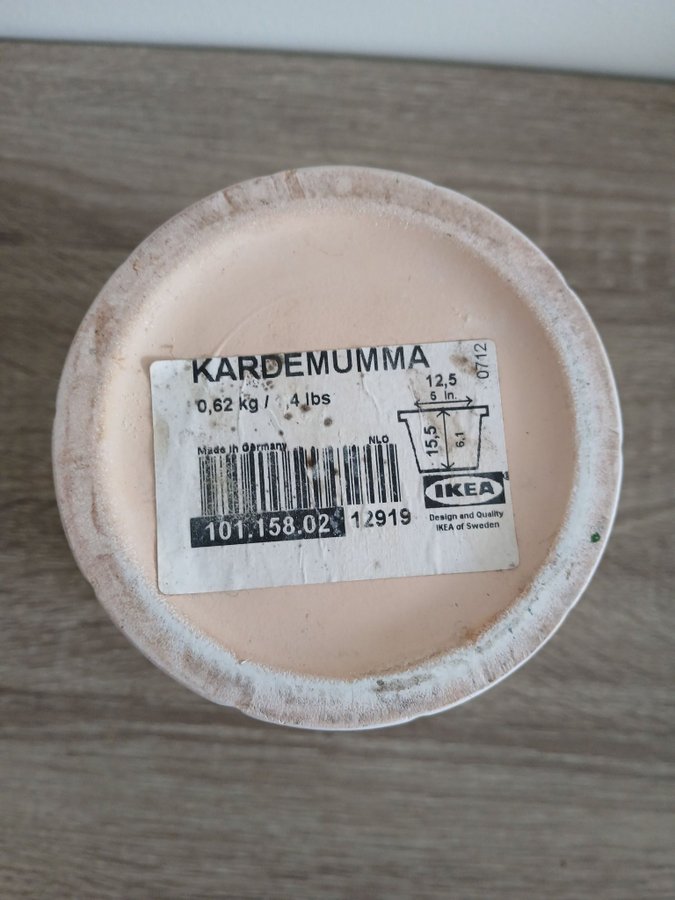 KARDEMUMMA
0712
0,62 kg / 4 lbs
12,5
5 in.
15,5
6,1
Made in Germany
NLO
101.158.02
12919
IKEA
Design and Quality
IKEA of Sweden